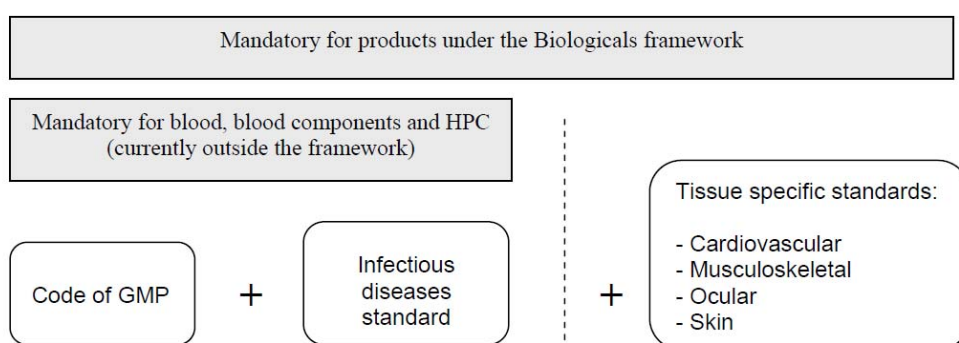 Mandatory for products under the Biologicals framework
Mandatory for blood, blood components and HPC
(currently outside the framework)
Code of GMP
+
Infectious
diseases
standard
+
Tissue specific standards:
- Cardiovascular
- Musculoskeletal
- Ocular
- Skin